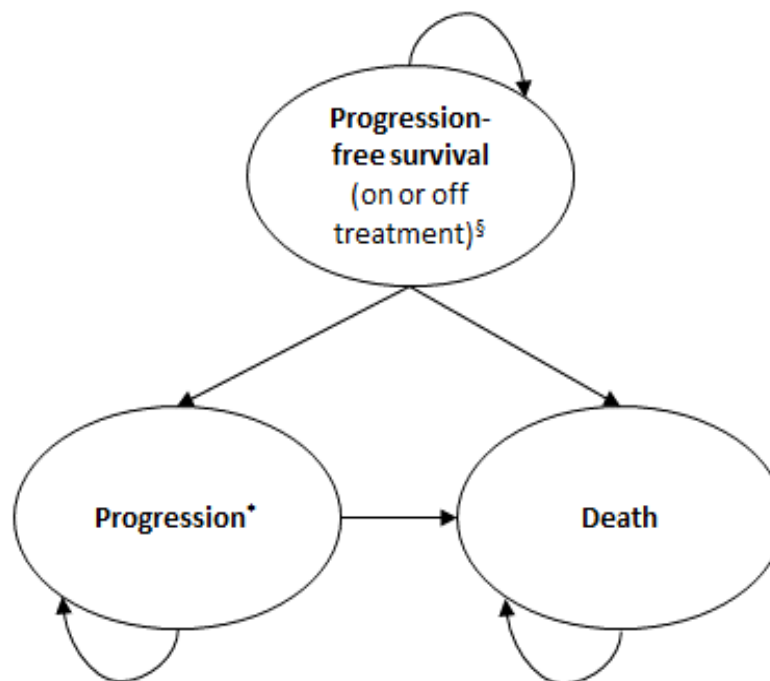 Progression-
free survival
(on or off
treatment)§
Progression*
Death